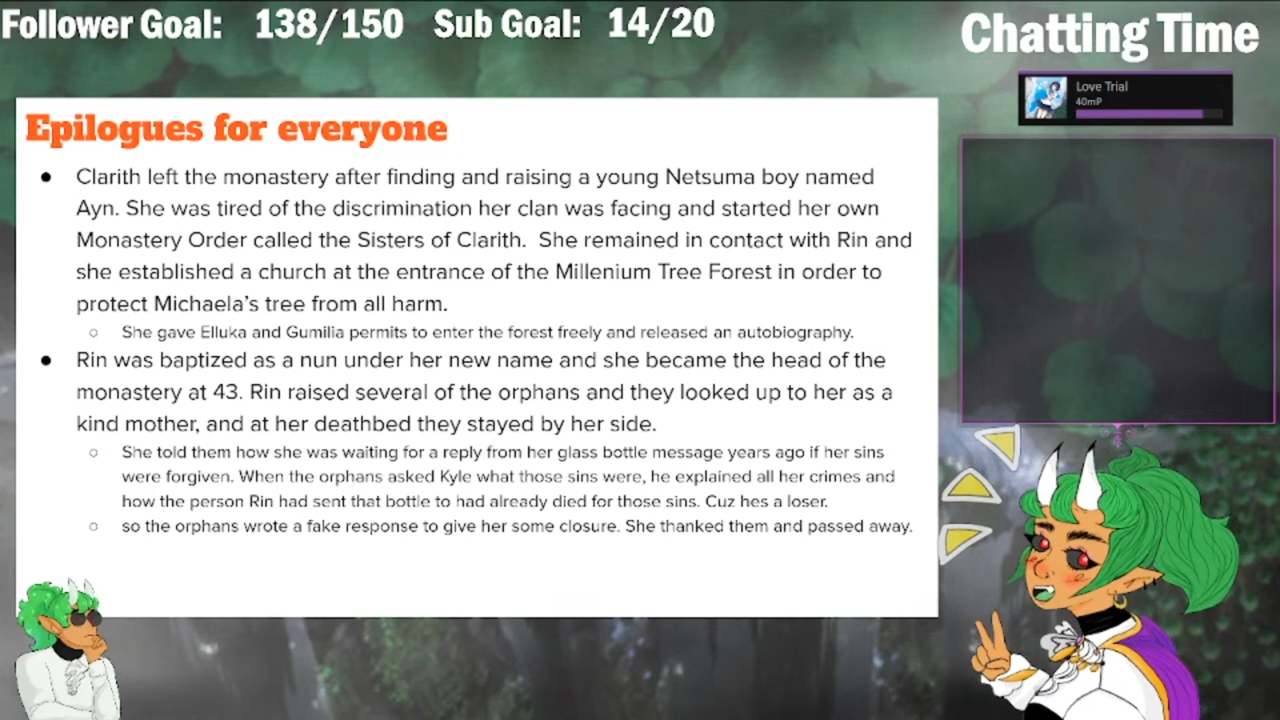 Follower Goal: 138/150 Sub Goal: 14/20
Chatting Time
Love Trial
40mP
Epilogues for everyone
● Clarith left the monastery after finding and raising a young Netsuma boy named
Ayn. She was tired of the discrimination her clan was facing and started her own
Monastery Order called the Sisters of Clarith. She remained in contact with Rin and
she established a church at the entrance of the Millenium Tree Forest in order to
protect Michaela's tree from all harm.
○ She gave Elluka and Gumilia permits to enter the forest freely and released an autobiography.
● Rin was baptized as a nun under her new name and she became the head of the
monastery at 43. Rin raised several of the orphans and they looked up to her as a
kind mother, and at her deathbed they stayed by her side.
○ She told them how she was waiting for a reply from her glass bottle message years ago if her sins
were forgiven. When the orphans asked Kyle what those sins were, he explained all her crimes and
how the person Rin had sent that bottle to had already died for those sins. Cuz hes a loser.
○ so the orphans wrote a fake response to give her some closure. She thanked them and passed away.